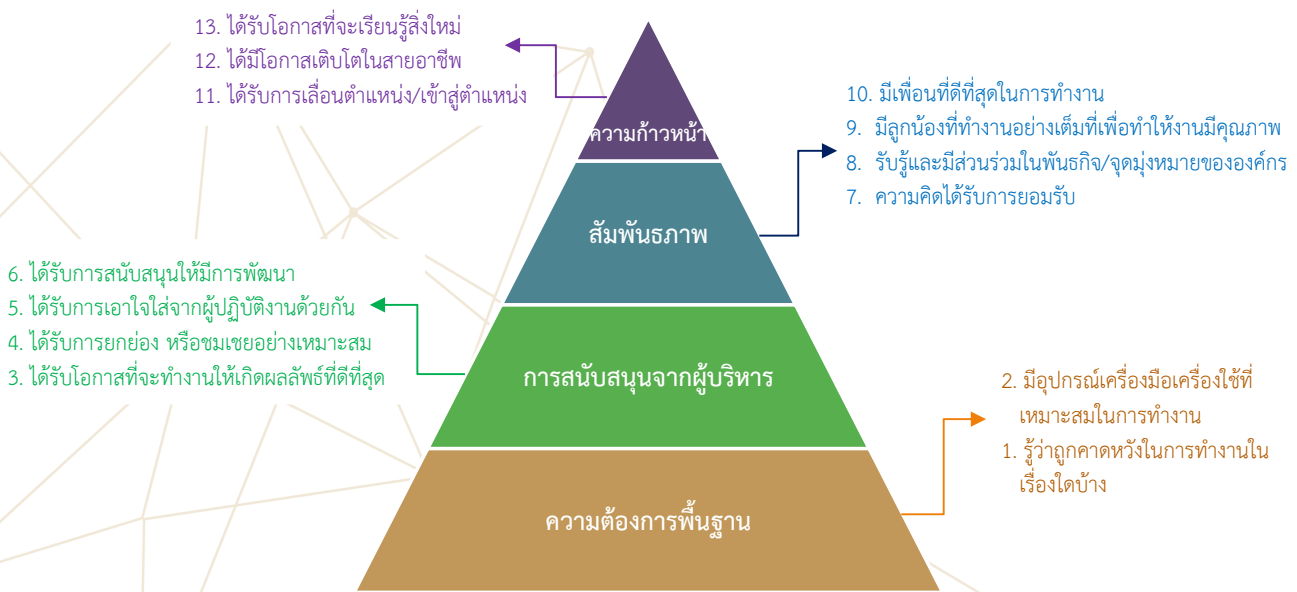 13. ได้รับโอกาสที่จะเรียนรู้สิ่งใหม่
12. ได้มีโอกาสเติบโตในสายอาชีพ
11. ได้รับการเลื่อนตำแหน่ง/เข้าสู่ตำแหน่ง
ความก้าวหน้า
10. มีเพื่อนที่ดีที่สุดในการทำงาน
9. มีลูกน้องที่ทำงานอย่างเต็มที่เพื่อทำให้งานมีคุณภาพ
8. รับรู้และมีส่วนร่วมในพันธกิจ/จุดมุ่งหมายขององค์กร
7. ความคิดได้รับการยอมรับ
สัมพันธภาพ
6. ได้รับการสนับสนุนให้มีการพัฒนา
5. ได้รับการเอาใจใส่จากผู้ปฏิบัติงานด้วยกัน
4. ได้รับการยกย่อง หรือชมเชยอย่างเหมาะสม
3. ได้รับโอกาสที่จะทำงานให้เกิดผลลัพธ์ที่ดีที่สุด
การสนับสนุนจากผู้บริหาร
2. มีอุปกรณ์เครื่องมือเครื่องใช้ที่
เหมาะสมในการทำงาน
1. รู้ว่าถูกคาดหวังในการทำงานใน
เรื่องใดบ้าง
ความต้องการพื้นฐาน